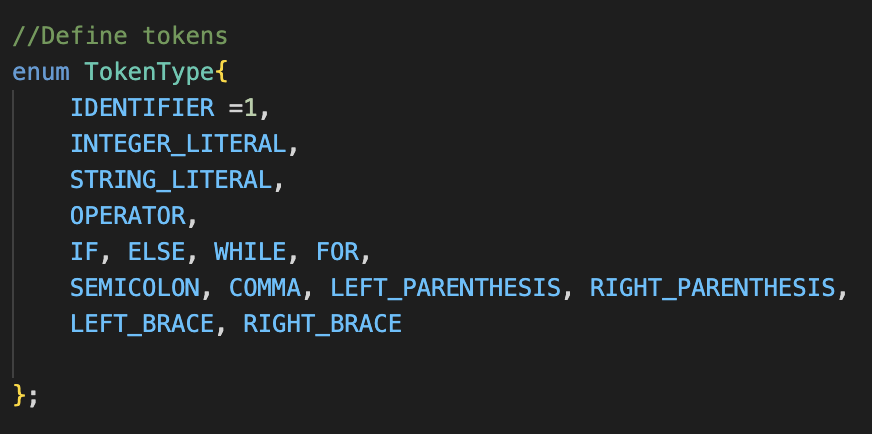 //Define tokens
enum TokenType{
    IDENTIFIER =1,
    INTEGER_LITERAL,
    STRING_LITERAL,
    OPERATOR,
    IF, ELSE, WHILE, FOR,
    SEMICOLON, COMMA, LEFT_PARENTHESIS, RIGHT_PARENTHESIS,
    LEFT_BRACE, RIGHT_BRACE
};